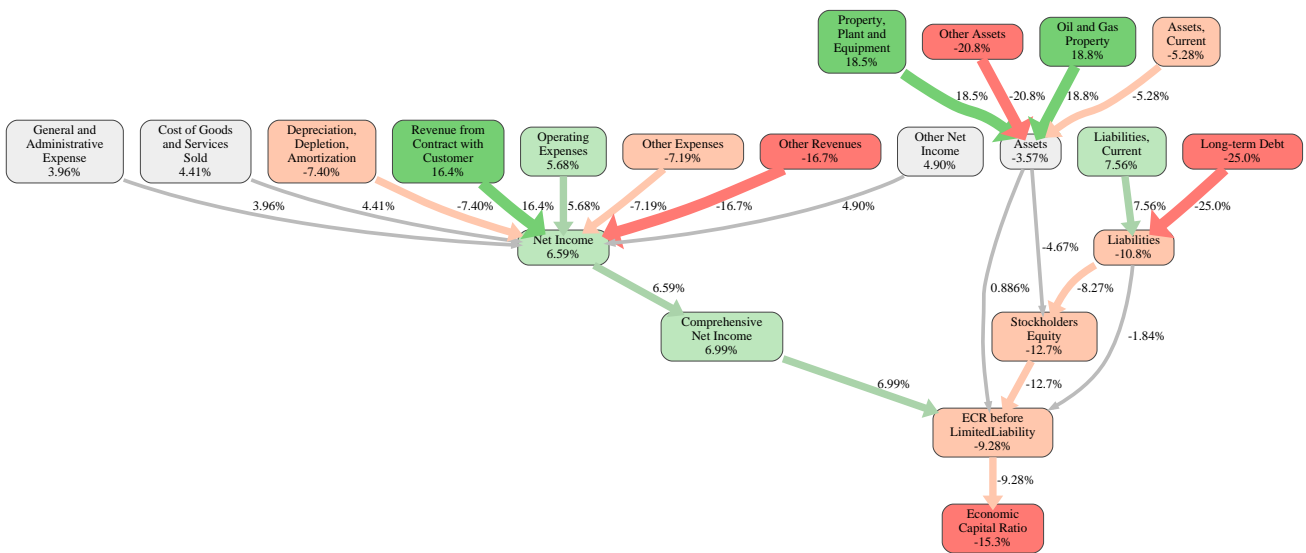 Property,
Plant and
Equipment
18.5%
Other Assets
-20.8%
Oil and Gas
Property
18.8%
Assets,
Current
-5.28%
18.5%
-20.8%
18.8%
-5.28%
General and
Administrative
Expense
3.96%
Cost of Goods
and Services
Sold
4.41%
Depreciation,
Depletion,
Amortization
-7.40%
Revenue from
Contract with
Customer
16.4%
Operating
Expenses
5.68%
Other Expenses
-7.19%
Other Revenues
-16.7%
Other Net
Income
4.90%
Assets
-3.57%
Liabilities,
Current
7.56%
Long-term Debt
-25.0%
3.96%
4.41%
-7.40%
16.4%
5.68%
-7.19%
-16.7%
4.90%
7.56%
-25.0%
Net Income
6.59%
-4.67%
Liabilities
-10.8%
6.59%
0.886%
-8.27%
Comprehensive
Net Income
6.99%
Stockholders
Equity
-12.7%
-1.84%
6.99%
-12.7%
ECR before
LimitedLiability
-9.28%
-9.28%
Economic
Capital Ratio
-15.3%